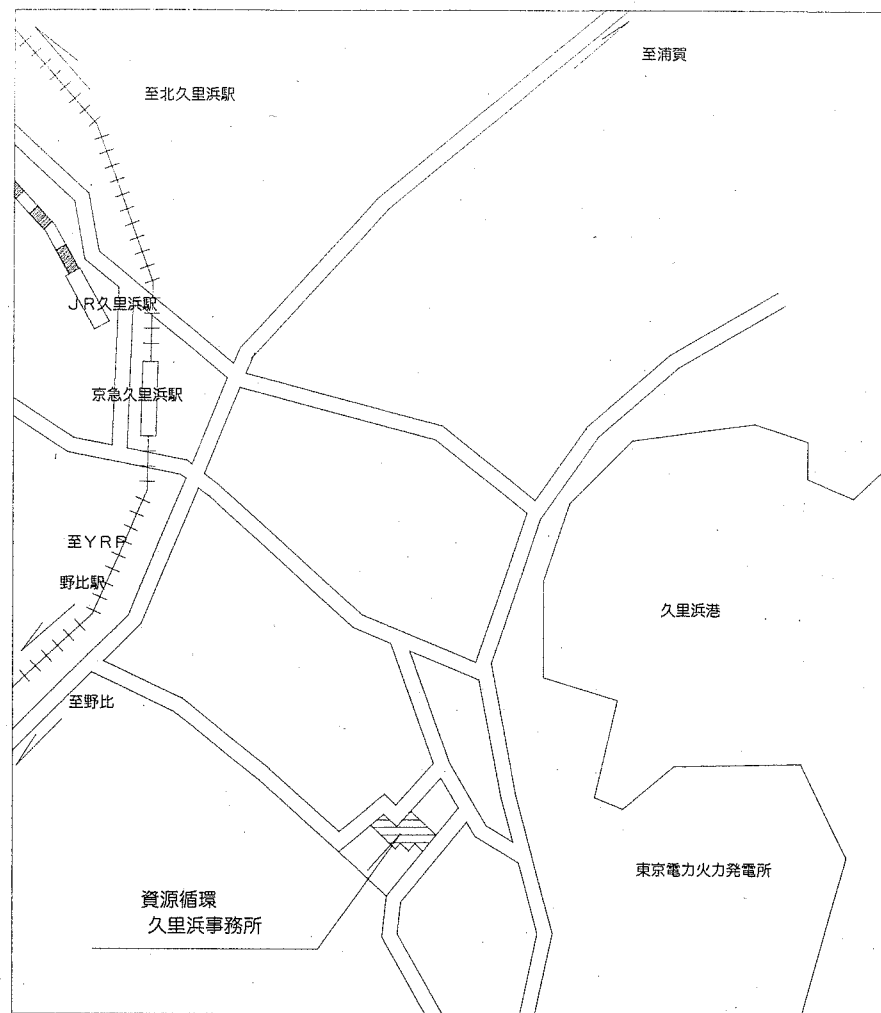 至浦賀
至北久里浜駅
JR久里浜駅
京急久里浜駅
至YRP
野比駅
久里浜港
至野比
東京電力火力発電所
資源循環
久里浜事務所